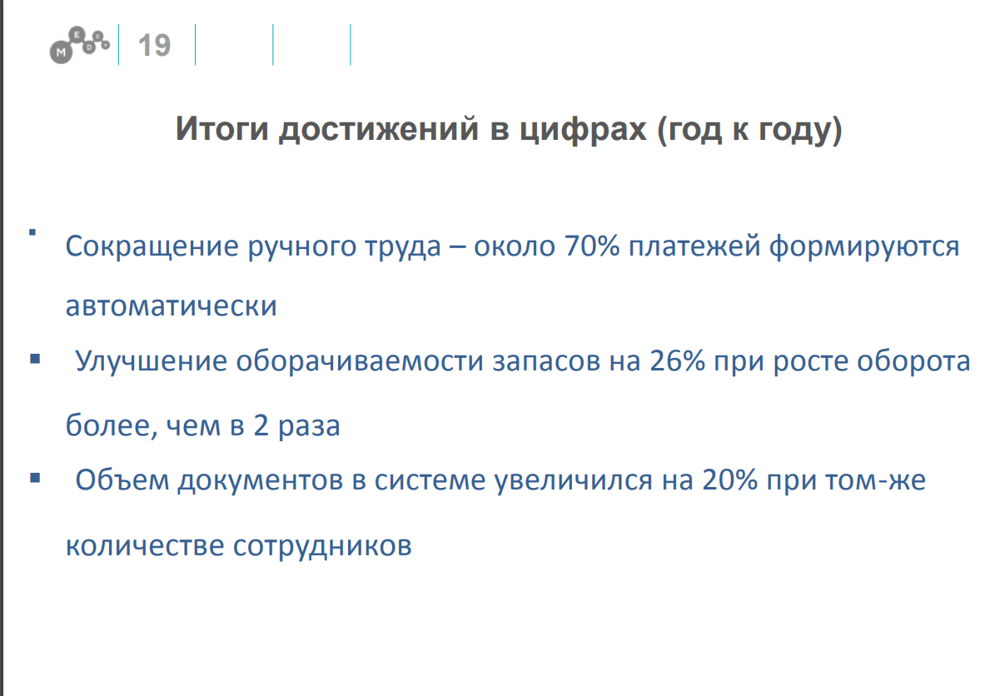 MEDCP
19
Итоги достижений в цифрах (год к году)
▪ Сокращение ручного труда – около 70% платежей формируются
автоматически
▪ Улучшение оборачиваемости запасов на 26% при росте оборота
более, чем в 2 раза
▪ Объем документов в системе увеличился на 20% при том-же
количестве сотрудников